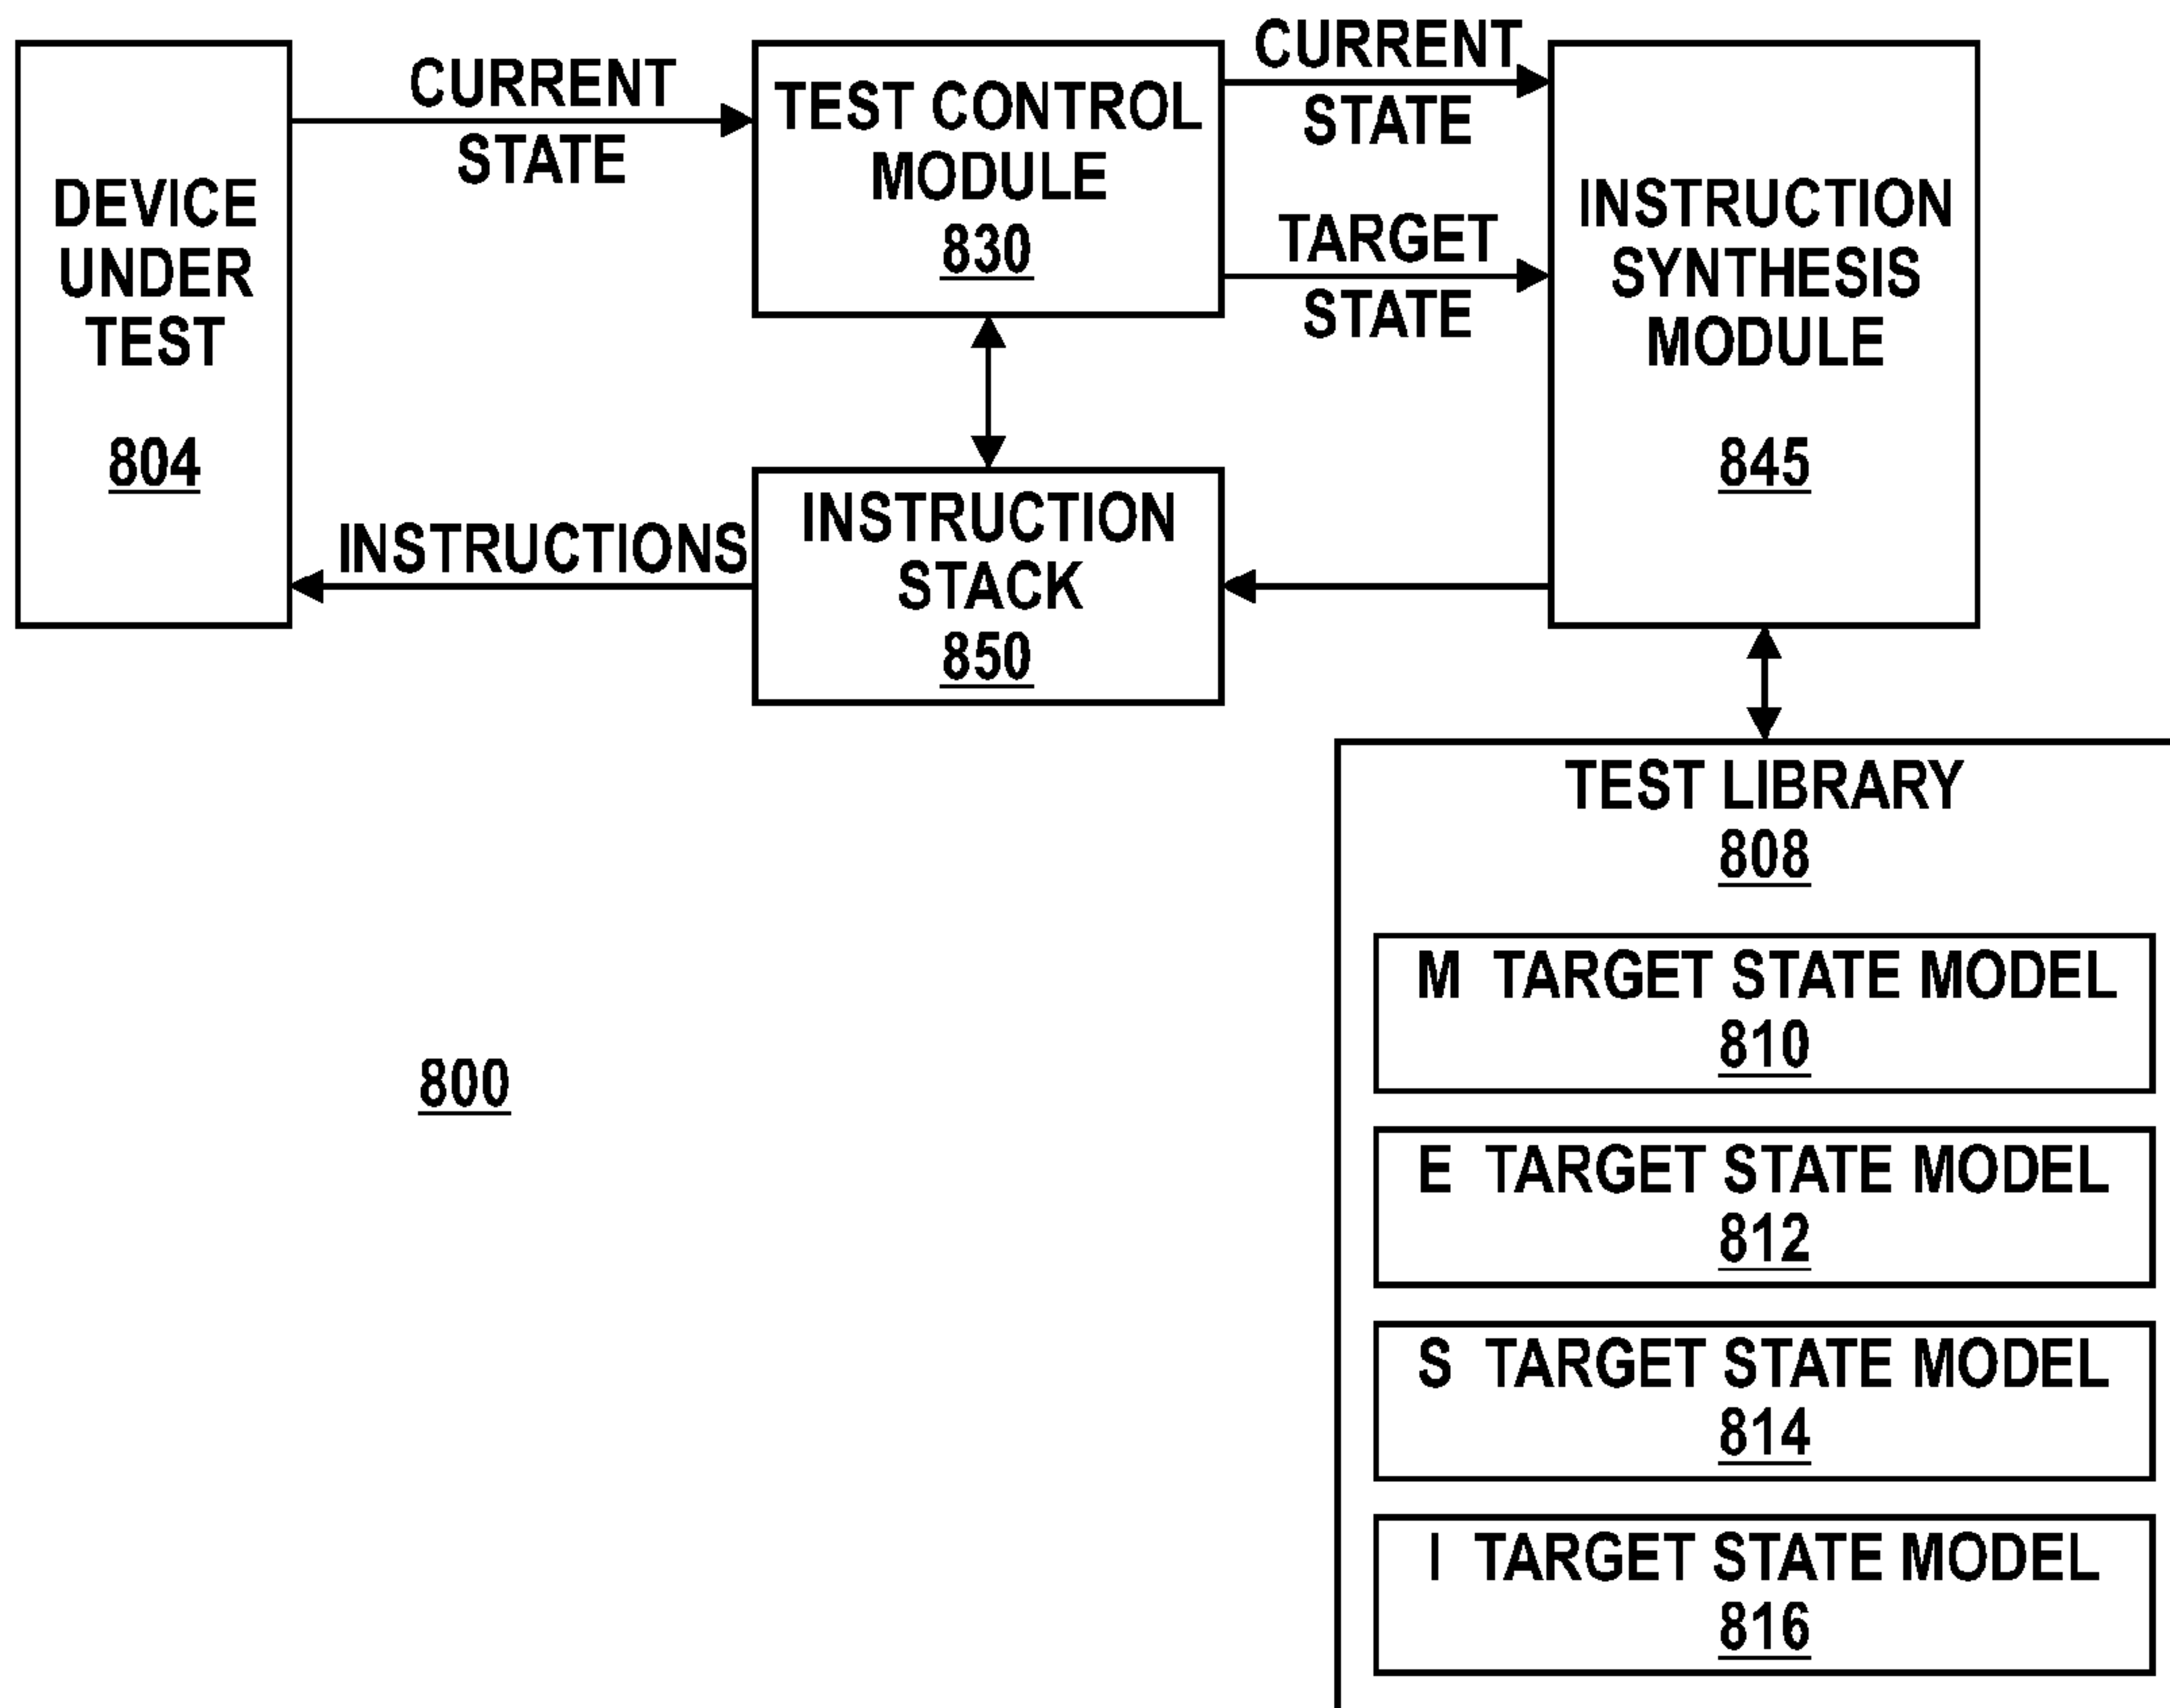 DEVICE
UNDER
TEST
804
CURRENT
STATE
TEST CONTROL
MODULE
830
CURRENT
STATE
TARGET
STATE
INSTRUCTION
SYNTHESIS
MODULE
845
INSTRUCTIONS
INSTRUCTION
STACK
850
TEST LIBRARY
808
M TARGET STATE MODEL
810
E TARGET STATE MODEL
812
S TARGET STATE MODEL
814
I TARGET STATE MODEL
816
800